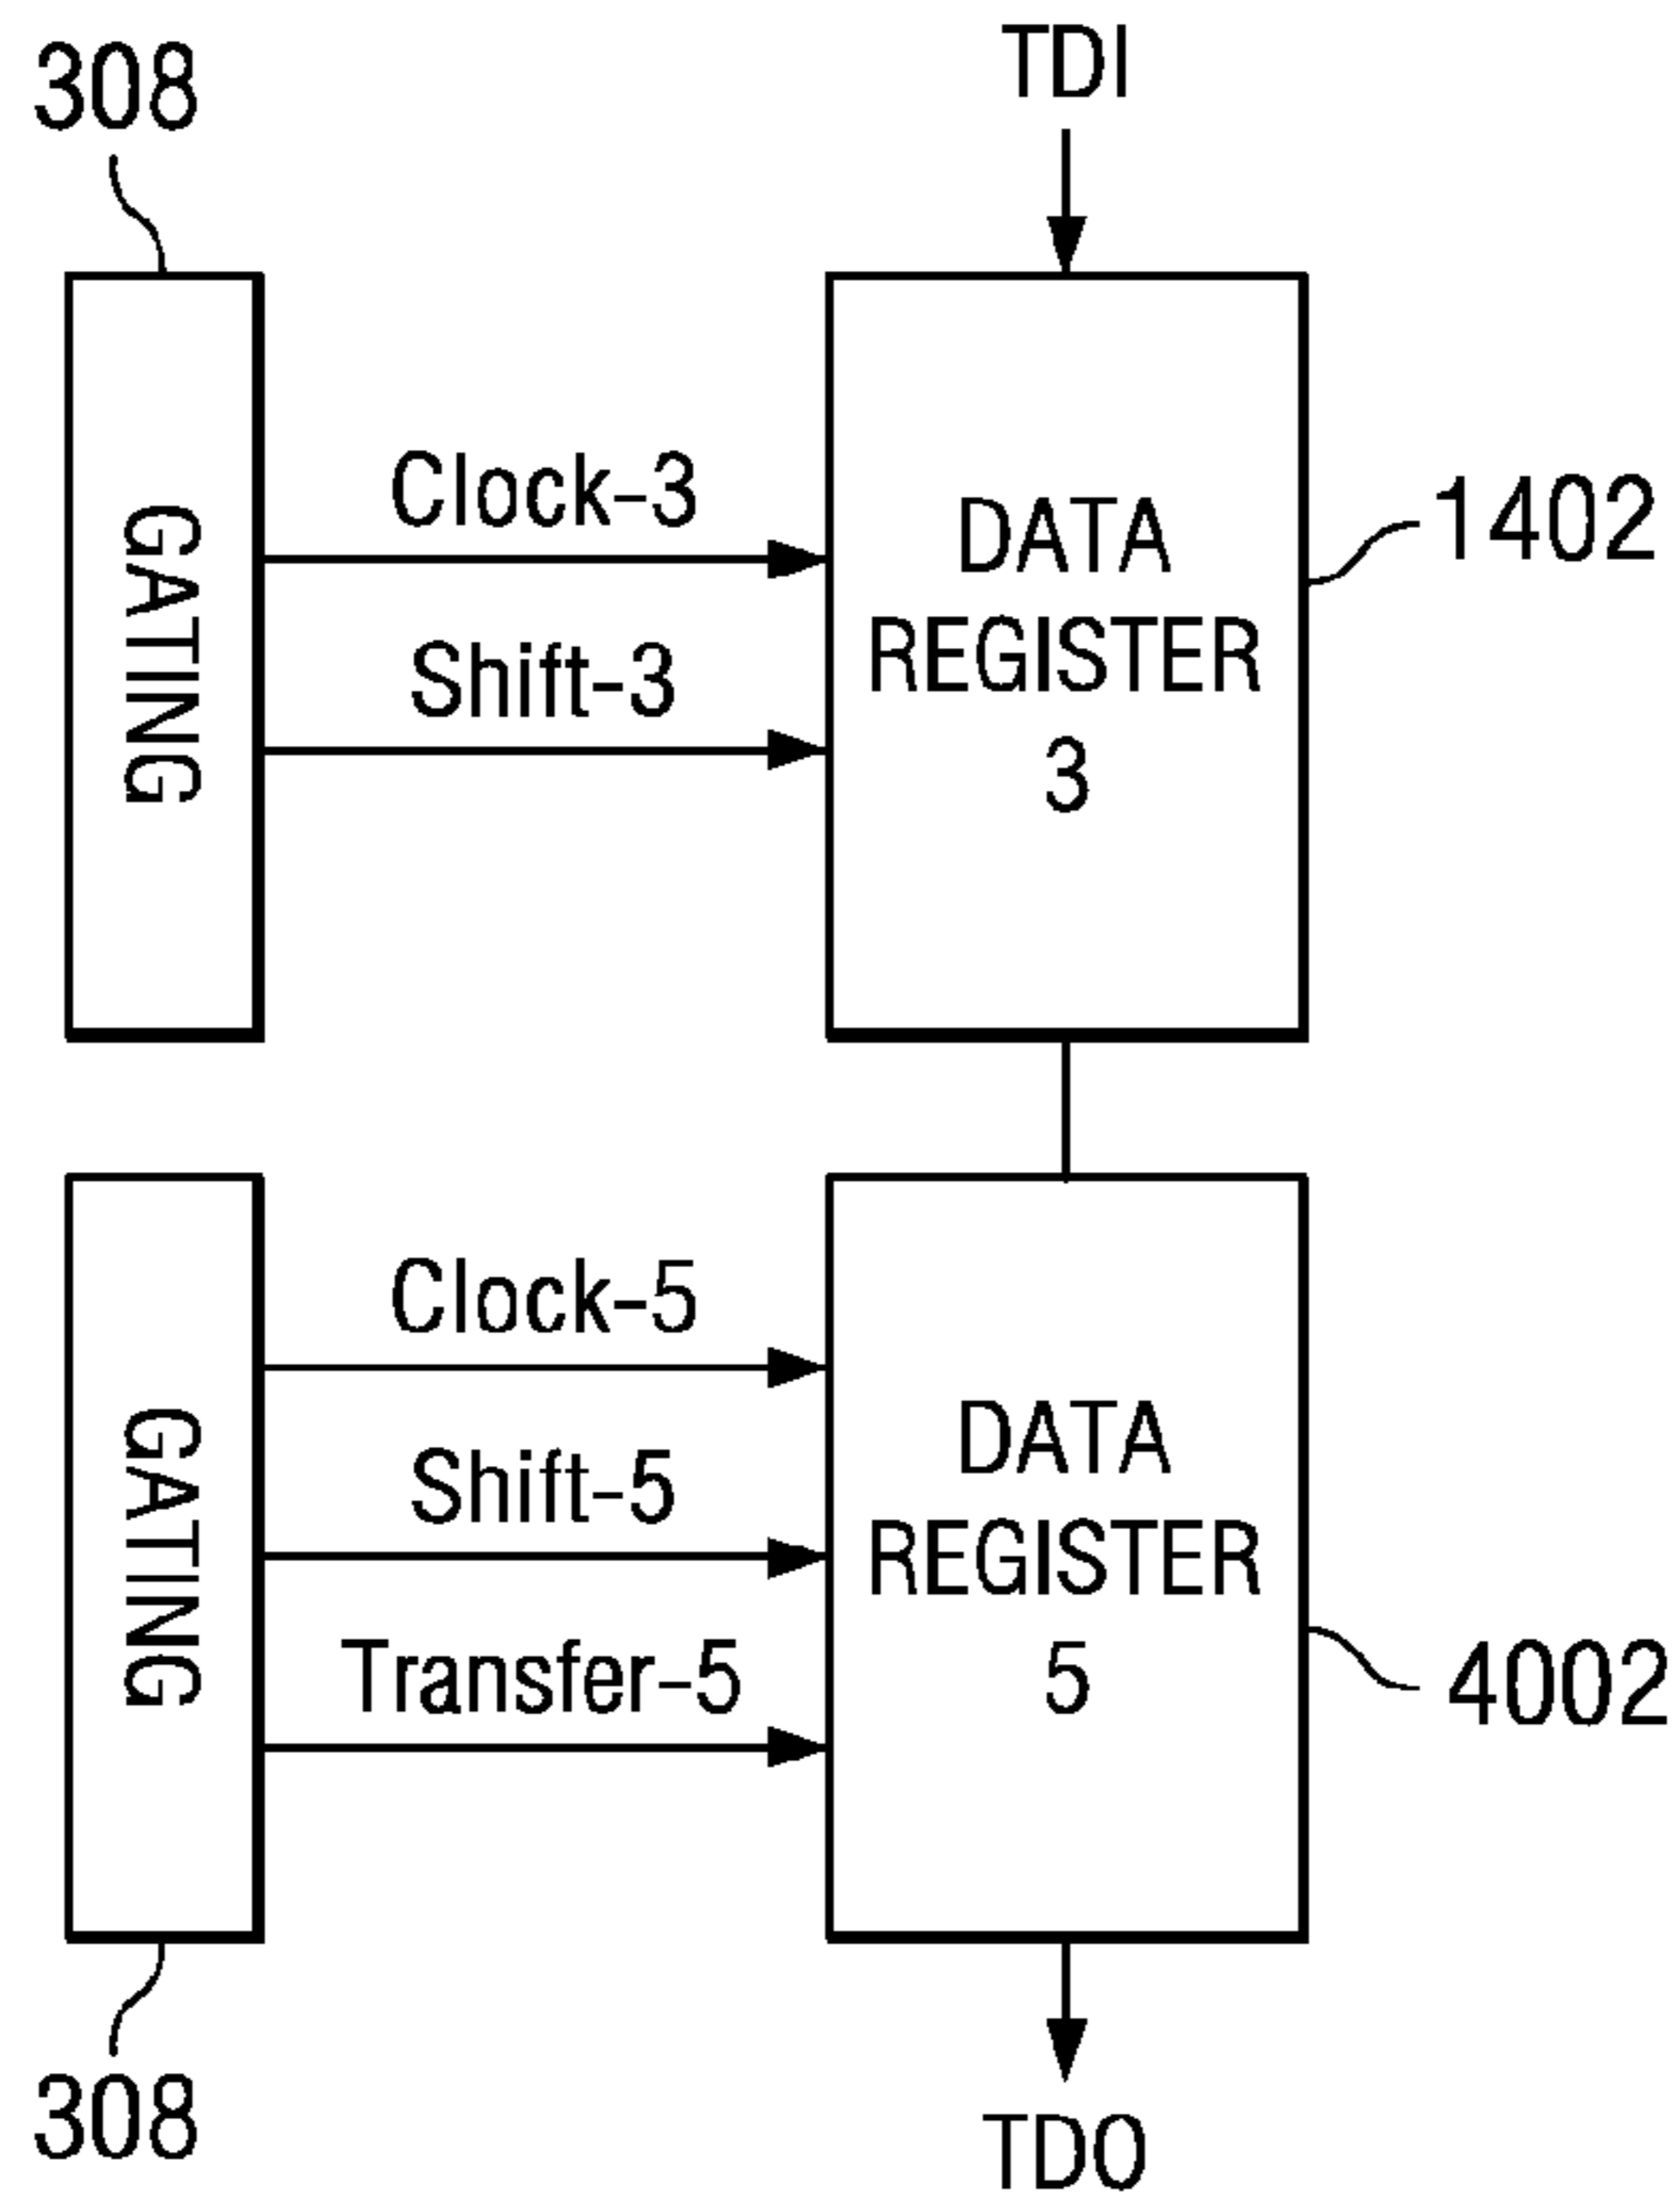 308
TDI
GATING
Clock-3
Shift-3
DATA
REGISTER
3
1402
GATING
Clock-5
Shift-5
Transfer-5
DATA
REGISTER
5
4002
308
TDO